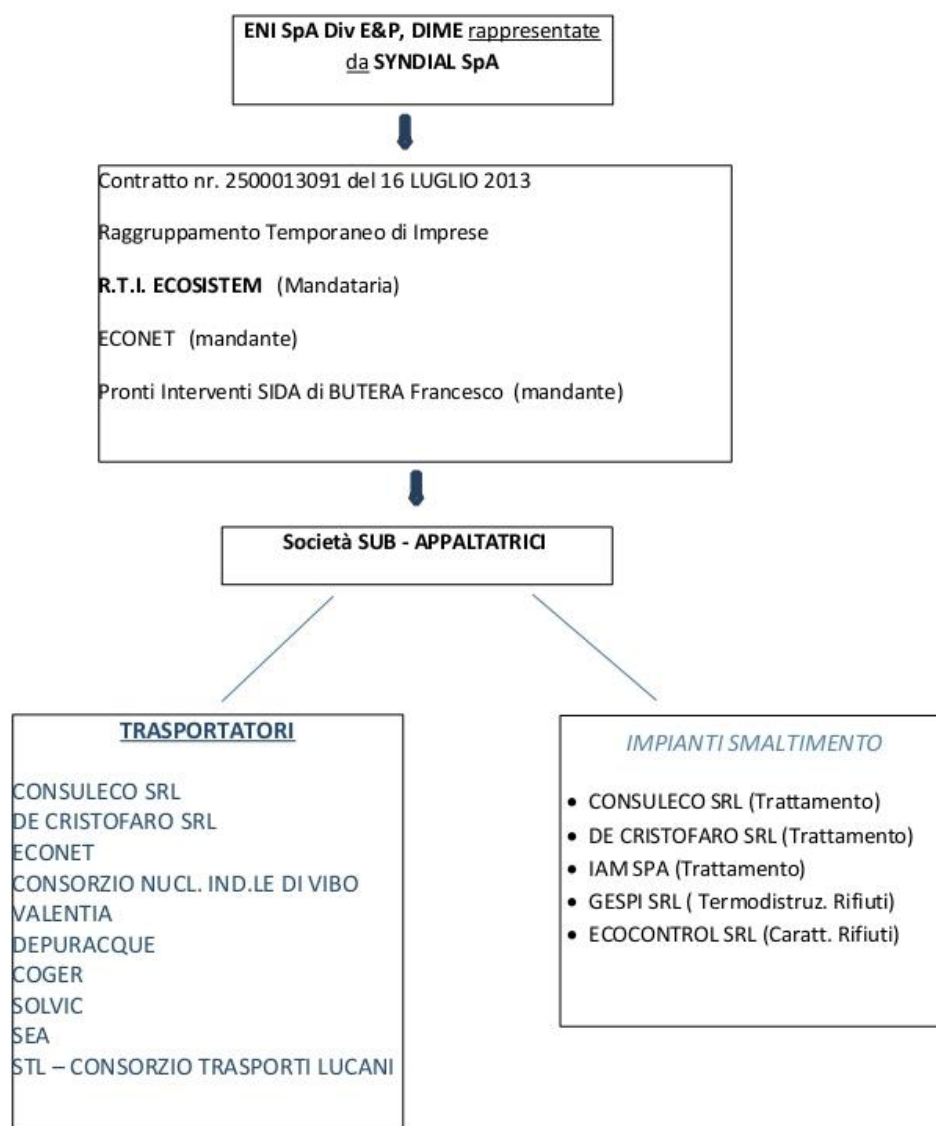 ENI SpA Div E&P, DIME rappresentate
da SYNDIAL SpA
Contratto nr. 2500013091 del 16 LUGLIO 2013
Raggruppamento Temporaneo di Imprese
R.T.I. ECOSISTEM (Mandataria)
ECONET (mandante)
Pronti Interventi SIDA di BUTERA Francesco (mandante)
Società SUB - APPALTATRICI
TRASPORTATORI
CONSULECO SRL
DE CRISTOFARO SRL
ECONET
CONSORZIO NUCL. IND.LE DI VIBO
VALENTIA
DEPURACQUE
COGER
SOLVIC
SEA
STL – CONSORZIO TRASPORTI LUCANI
IMPIANTI SMALTIMENTO
• CONSULECO SRL (Trattamento)
• DE CRISTOFARO SRL (Trattamento)
• IAM SPA (Trattamento)
• GESPI SRL ( Termodistruz. Rifiuti)
• ECOCONTROL SRL (Caratt. Rifiuti)